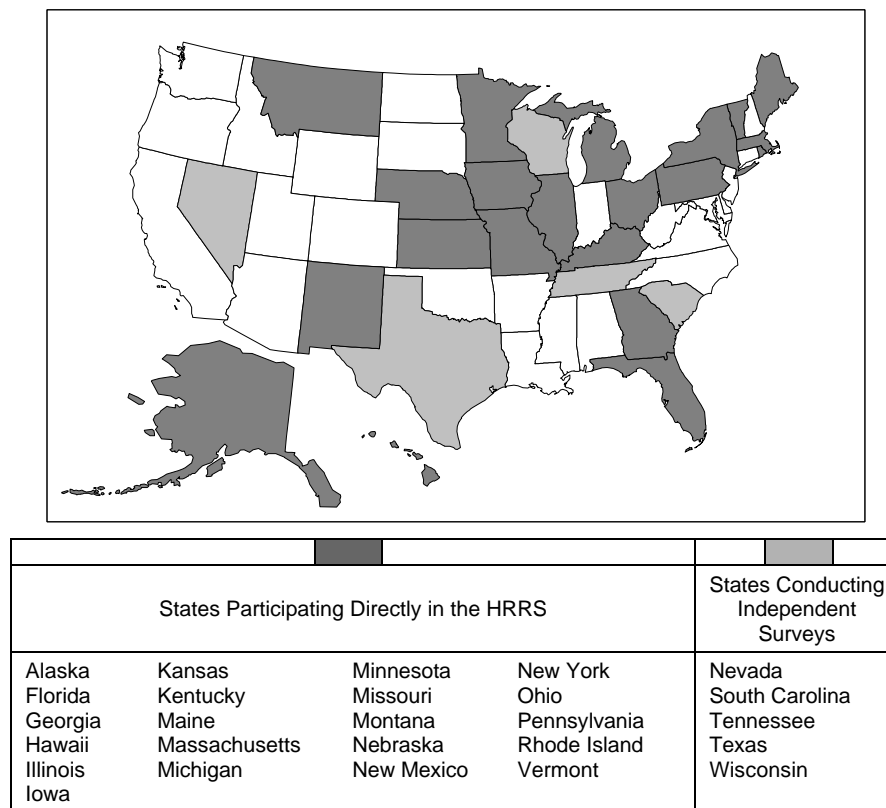 States Participating Directly in the HRRS
States Conducting
Independent
Surveys
Alaska Kansas Minnesota New York Nevada
Florida Kentucky Missouri Ohio South Carolina
Georgia Maine Montana Pennsylvania Tennessee
Hawaii Massachusetts Nebraska Rhode Island Texas
Illinois Michigan New Mexico Vermont Wisconsin
Iowa